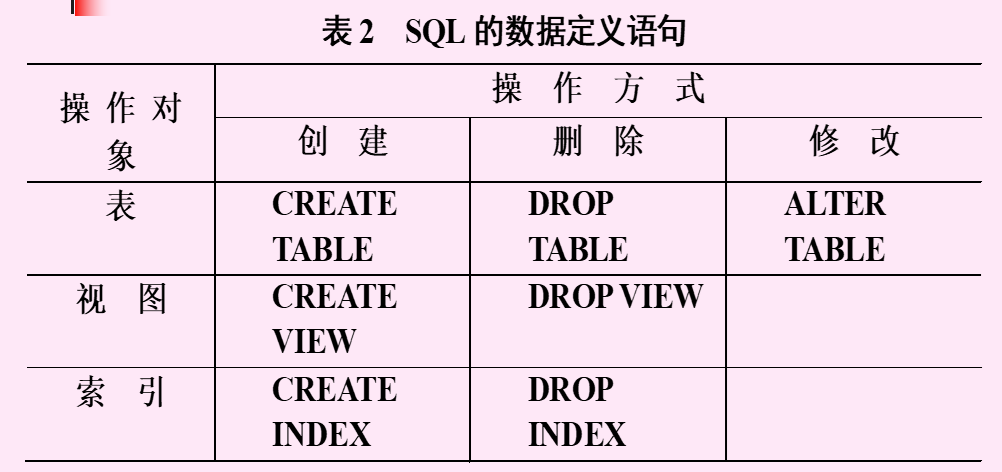 表 2 SQL 的数据定义语句
操 作 对
象
操 作 方 式
创 建
删 除
修 改
表
CREATE
TABLE
DROP
TABLE
ALTER
TABLE
视 图
CREATE
VIEW
DROP VIEW
索 引
CREATE
INDEX
DROP
INDEX